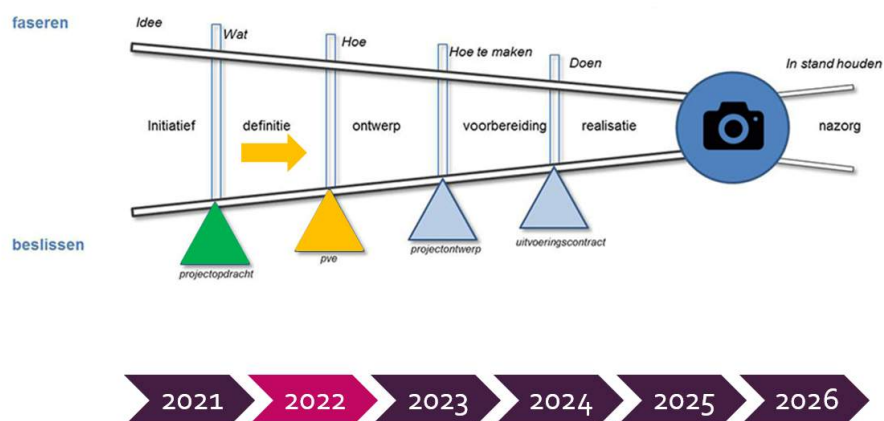 faseren
Idee
Wat
Hoe
Hoe te maken
Doen
In stand houden
Initiatief
definitie
ontwerp
voorbereiding
realisatie
nazorg
beslissen
projectopdracht
pve
projectontwerp
uitvoeringscontract
2021
2022
2023
2024
2025
2026